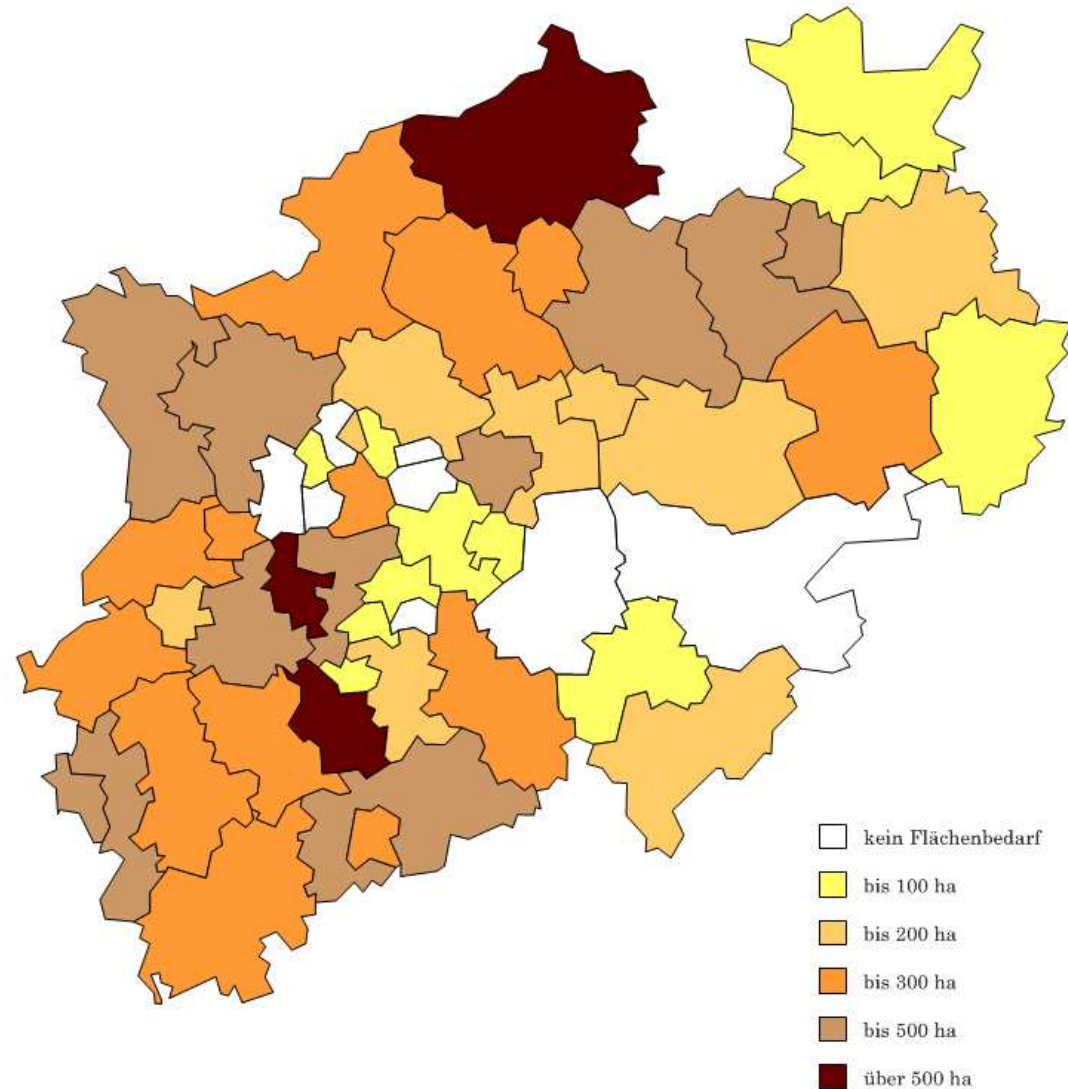 kein Flächenbedarf
bis 100 ha
bis 200 ha
bis 300 ha
bis 500 ha
über 500 ha